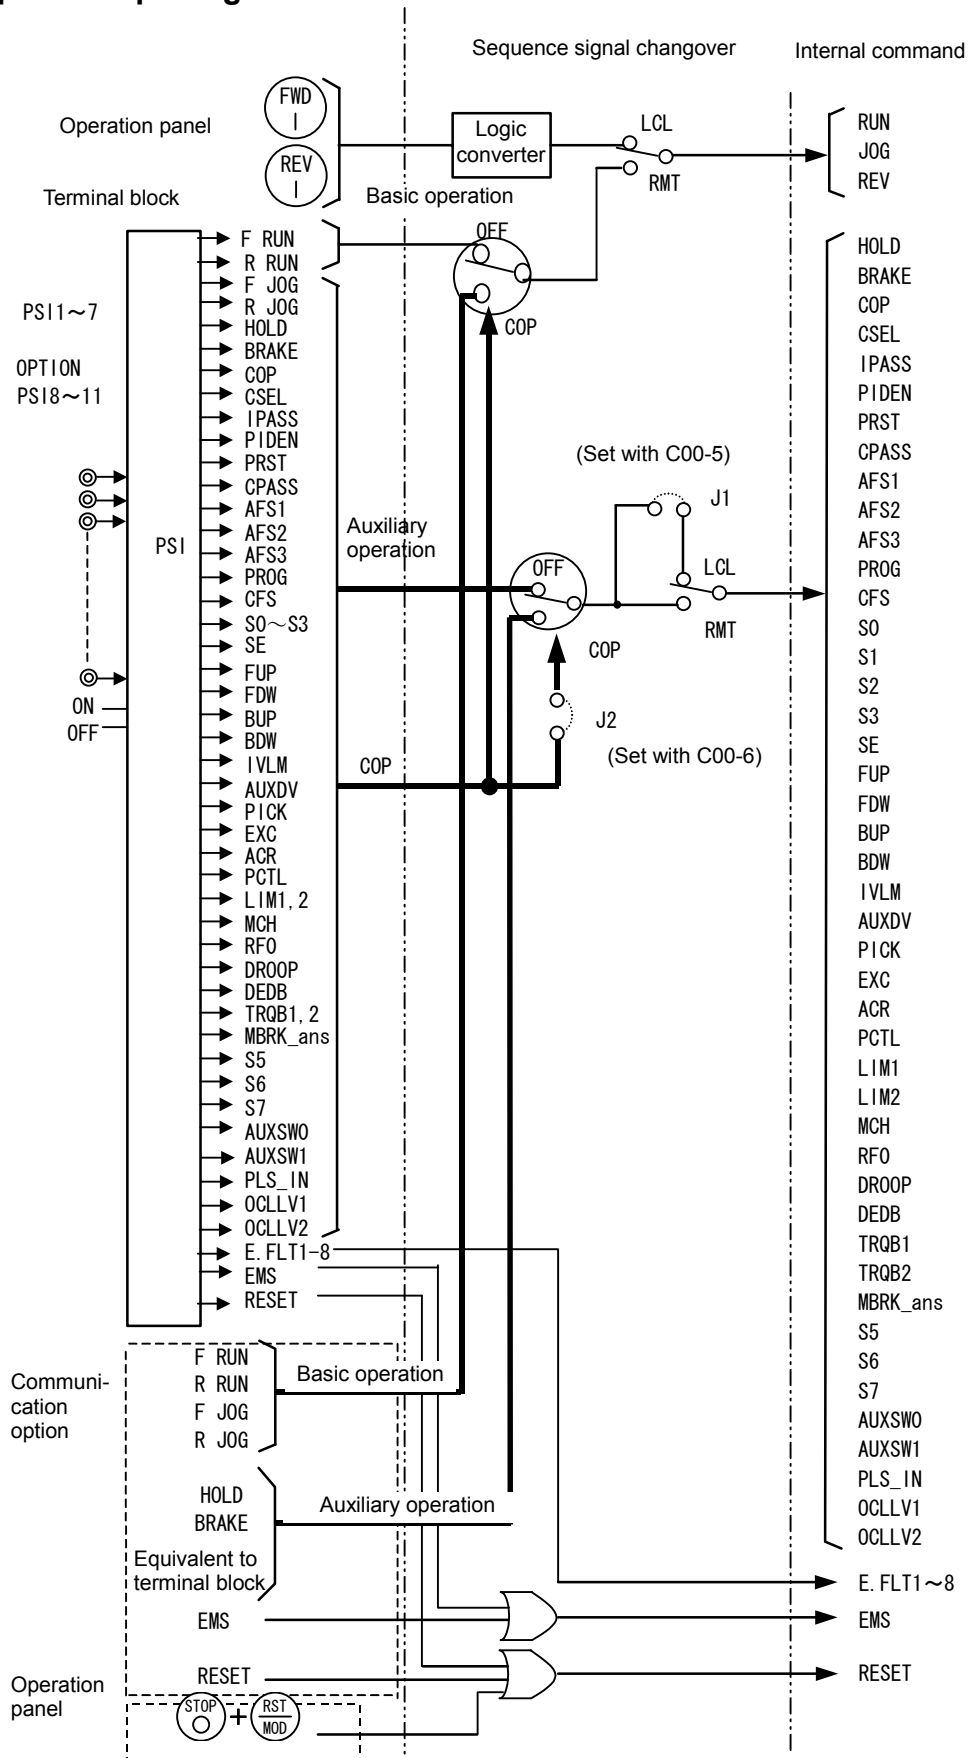 Sequence signal changover
Internal command
Operation panel
FWD
REV
Logic
converter
LCL
RMT
RUN
JOG
REV
Basic operation
Terminal block
PSI1～7
OPTION
PSI8～11
PSI
ON
OFF
F RUN
R RUN
F JOG
R JOG
HOLD
BRAKE
COP
CSEL
IPASS
PIDEN
PRST
CPASS
AFS1
AFS2
AFS3
PROG
CFS
S0～S3
SE
FUP
FDW
BUP
BDW
IVLM
AUXDV
PICK
EXC
ACR
PCTL
LIM1,2
MCH
RF0
DROOP
DEDB
TRQB1,2
MBRK_ans
S5
S6
S7
AUXSW0
AUXSW1
PLS_IN
OCLLV1
OCLLV2
E.FLT1-8
EMS
RESET
OFF
COP
Auxiliary
operation
(Set with C00-5)
J1
OFF
LCL
RMT
COP
J2
(Set with C00-6)
COP
HOLD
BRAKE
COP
CSEL
IPASS
PIDEN
PRST
CPASS
AFS1
AFS2
AFS3
PROG
CFS
S0
S1
S2
S3
SE
FUP
FDW
BUP
BDW
IVLM
AUXDV
PICK
EXC
ACR
PCTL
LIM1
LIM2
MCH
RF0
DROOP
DEDB
TRQB1
TRQB2
MBRK_ans
S5
S6
S7
AUXSW0
AUXSW1
PLS_IN
OCLLV1
OCLLV2
E.FLT1～8
EMS
RESET
Communi-
cation
option
F RUN
R RUN
F JOG
R JOG
Basic operation
HOLD
BRAKE
Auxiliary operation
Equivalent to
terminal block
EMS
RESET
Operation
panel
STOP
+
RST
MOD